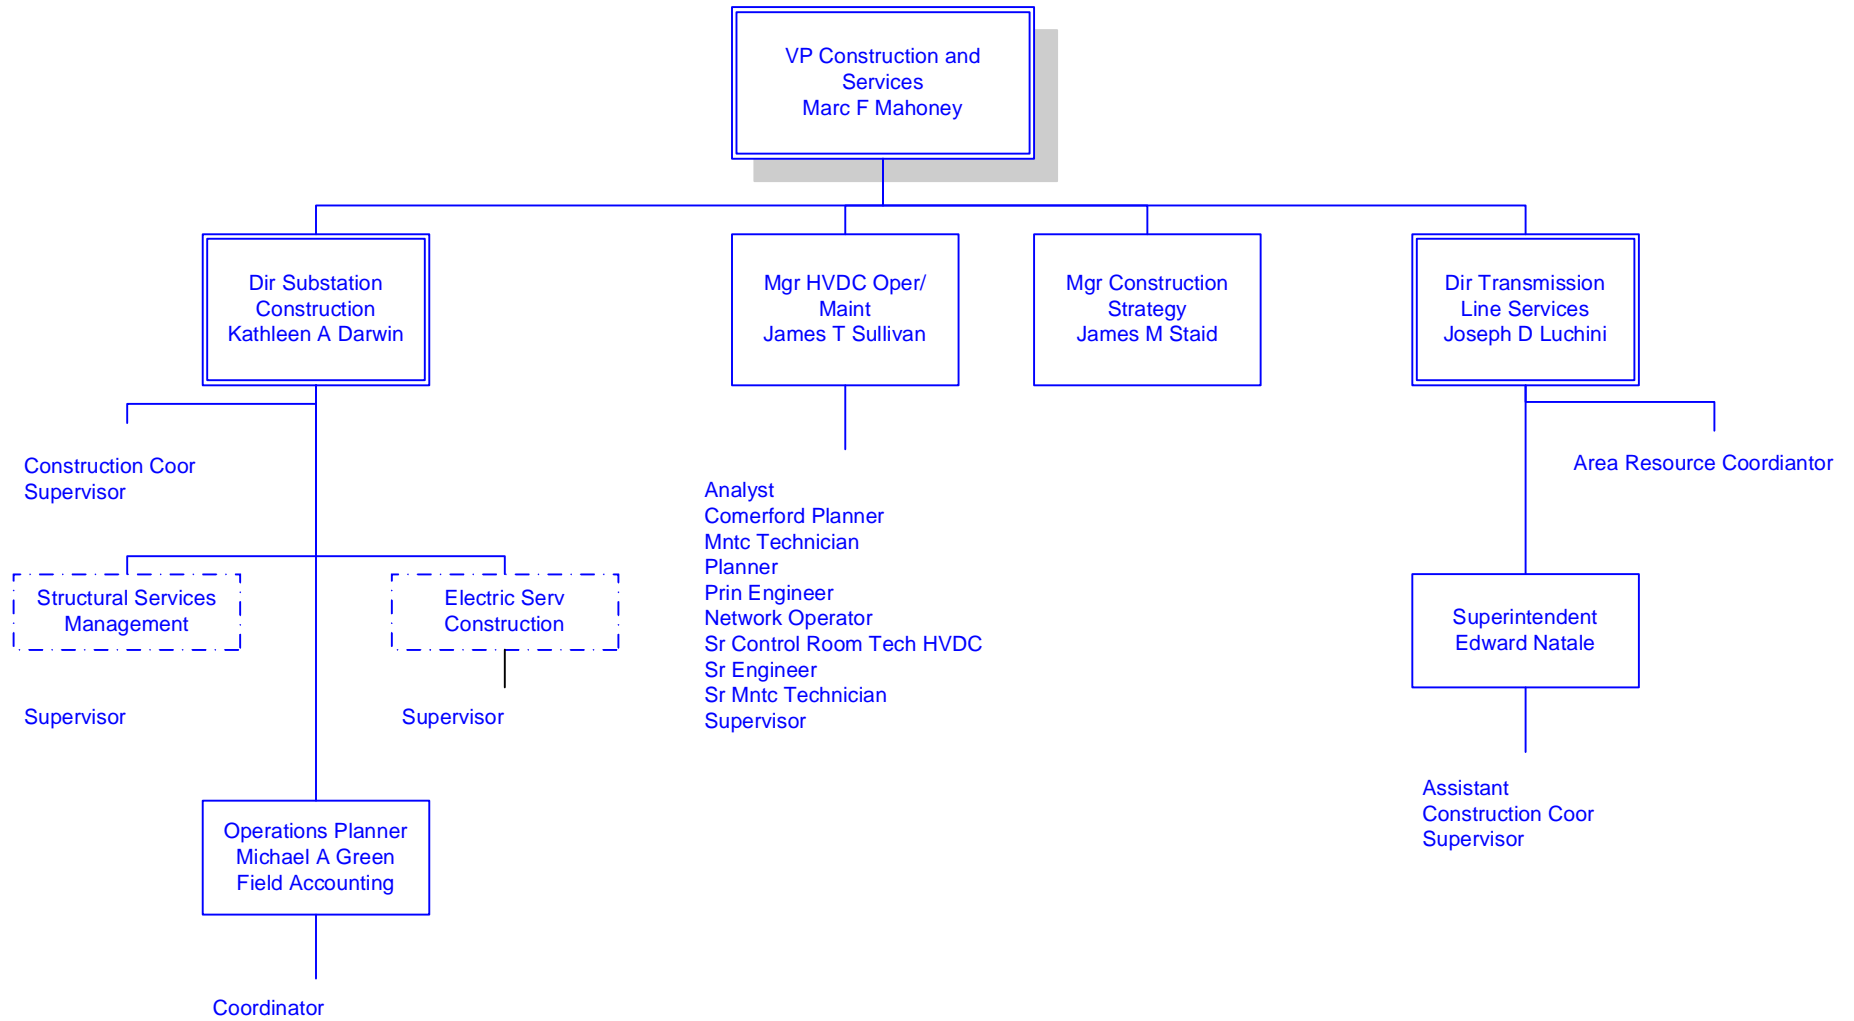 VP Construction and
Services
Marc F Mahoney
Dir Substation
Construction
Kathleen A Darwin
Mgr HVDC Oper/
Maint
James T Sullivan
Mgr Construction
Strategy
James M Staid
Dir Transmission
Line Services
Joseph D Luchini
Construction Coor
Supervisor
Area Resource Coordiantor
Analyst
Comerford Planner
Mntc Technician
Planner
Prin Engineer
Network Operator
Sr Control Room Tech HVDC
Sr Engineer
Sr Mntc Technician
Supervisor
Structural Services
Management
Electric Serv
Construction
Superintendent
Edward Natale
Supervisor
Supervisor
Assistant
Construction Coor
Supervisor
Operations Planner
Michael A Green
Field Accounting
Coordinator